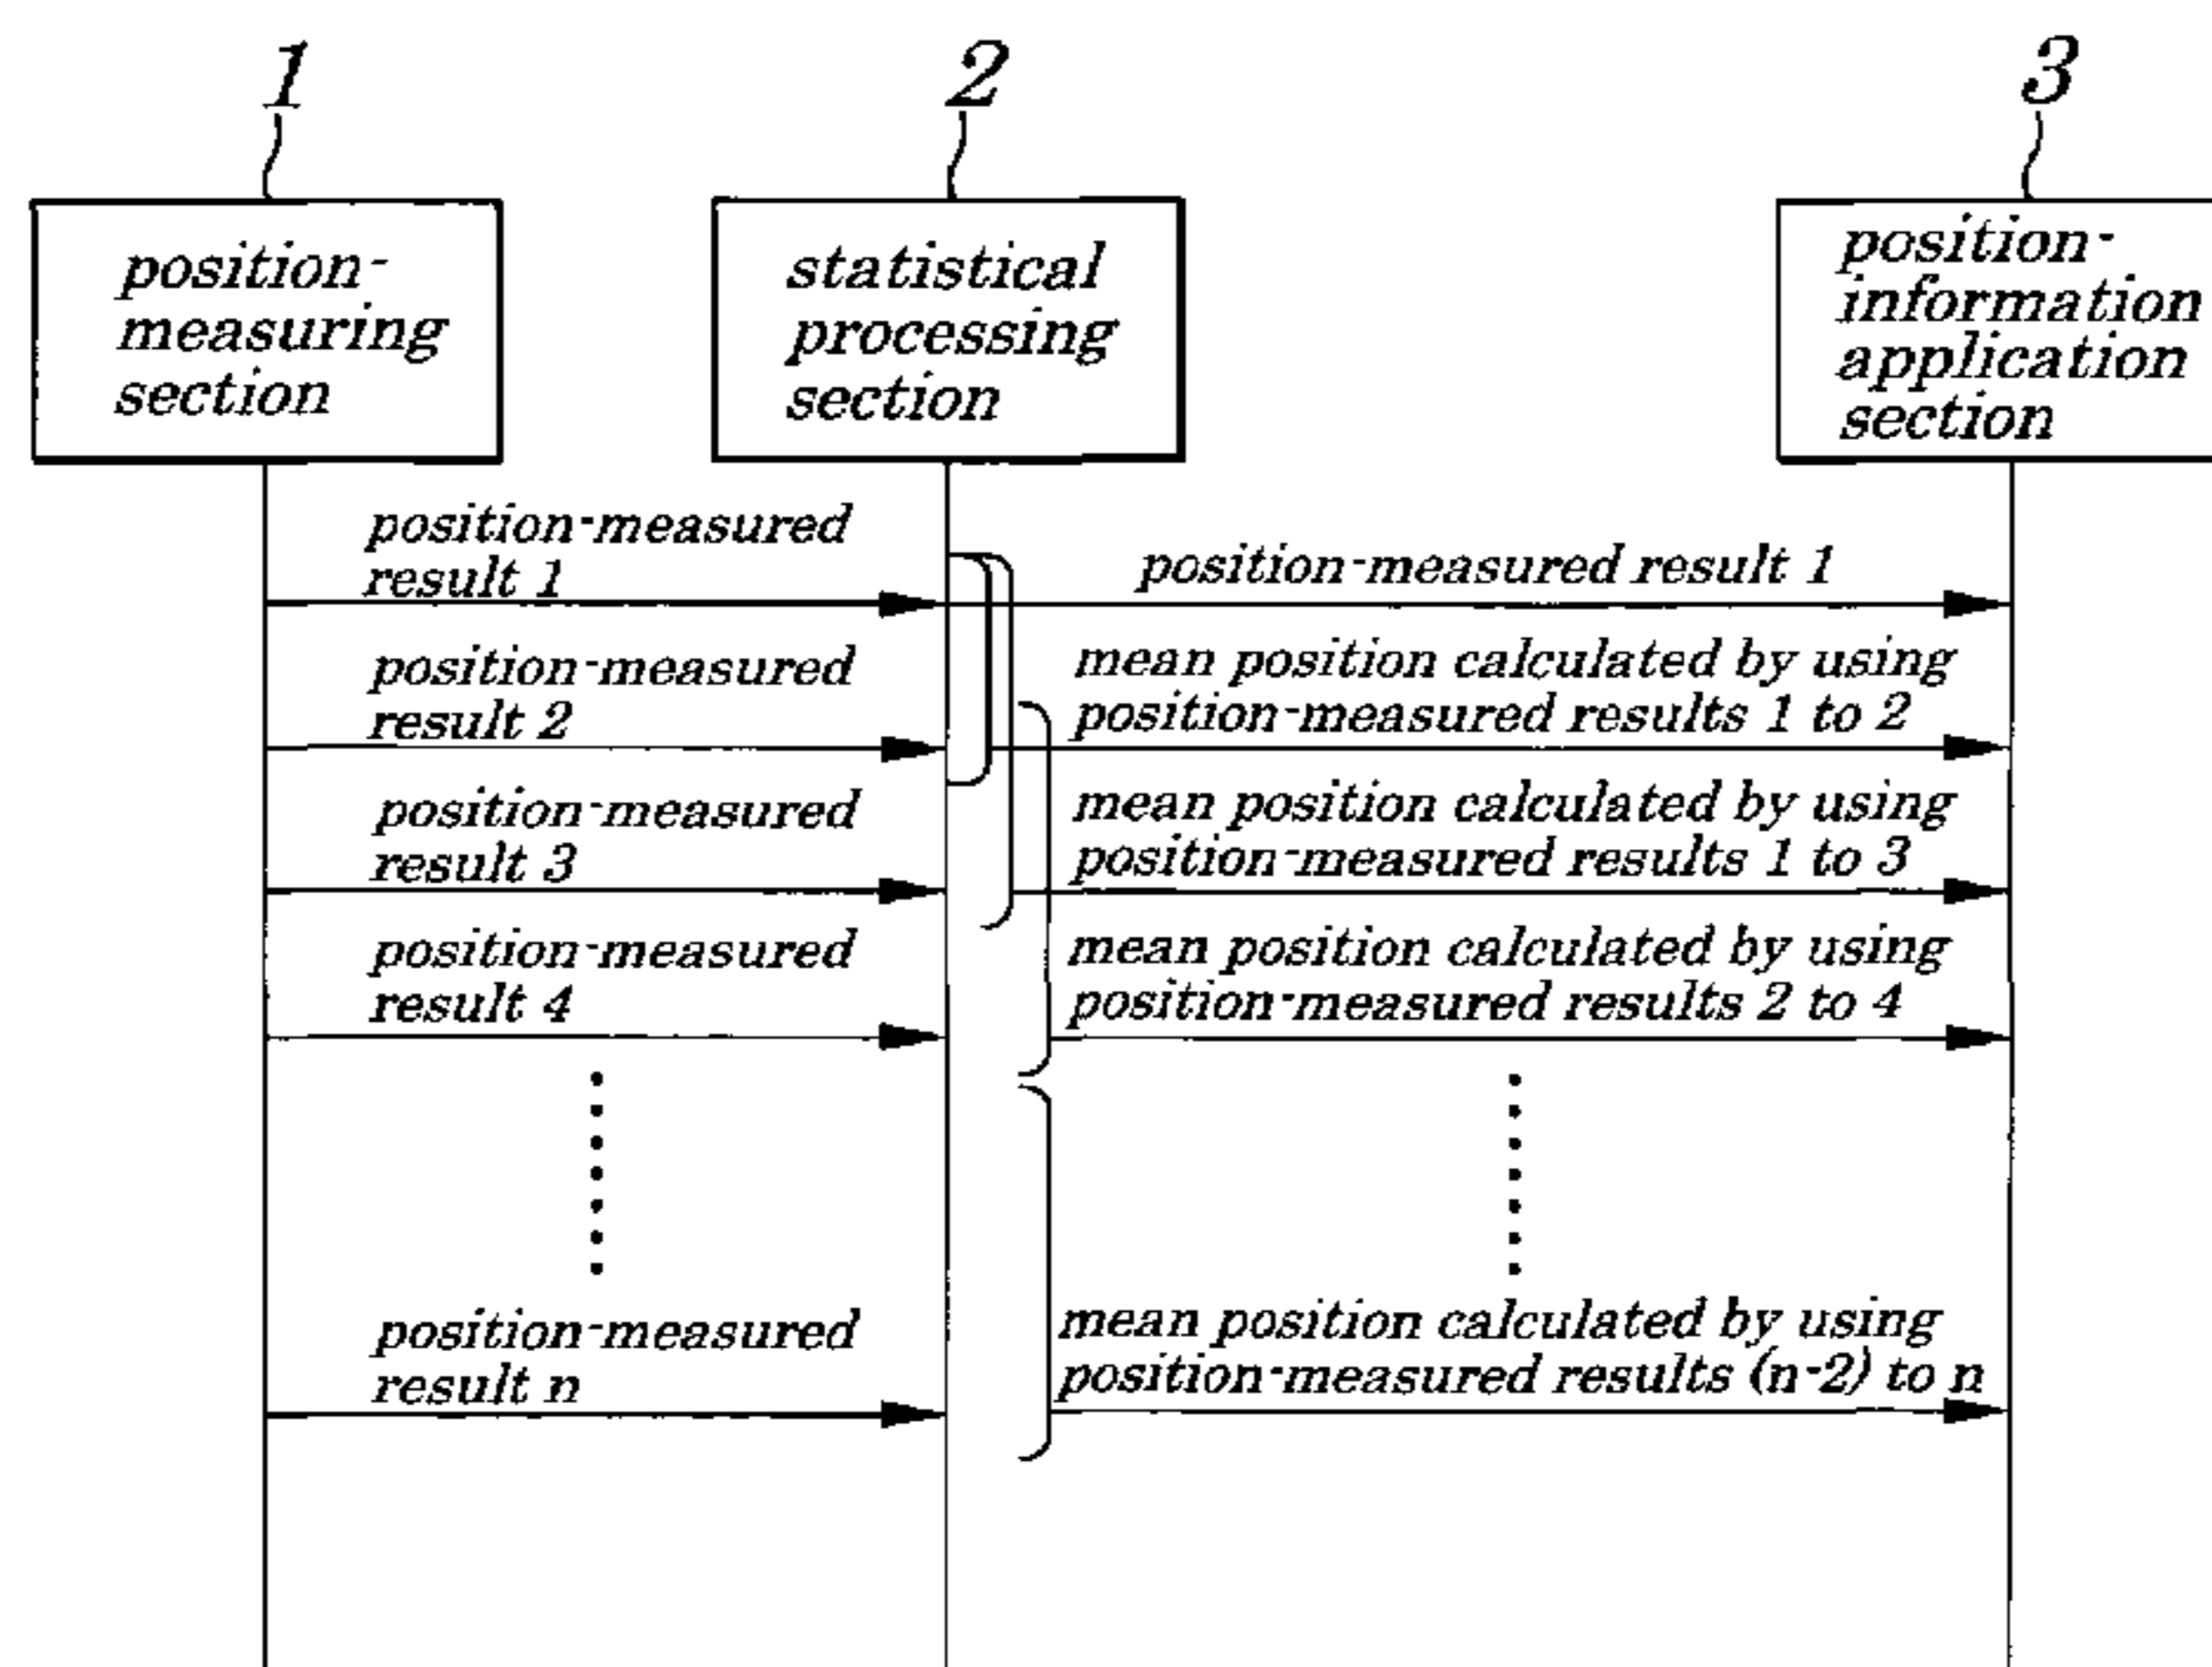 1
2
3
position-
measuring
section
statistical
processing
section
position-
information
application
section
position-measured
result 1
position-measured result 1
position-measured
result 2
mean position calculated by using
position-measured results 1 to 2
position-measured
result 3
mean position calculated by using
position-measured results 1 to 3
position-measured
result 4
mean position calculated by using
position-measured results 2 to 4
position-measured
result n
mean position calculated by using
position-measured results (n-2) to n